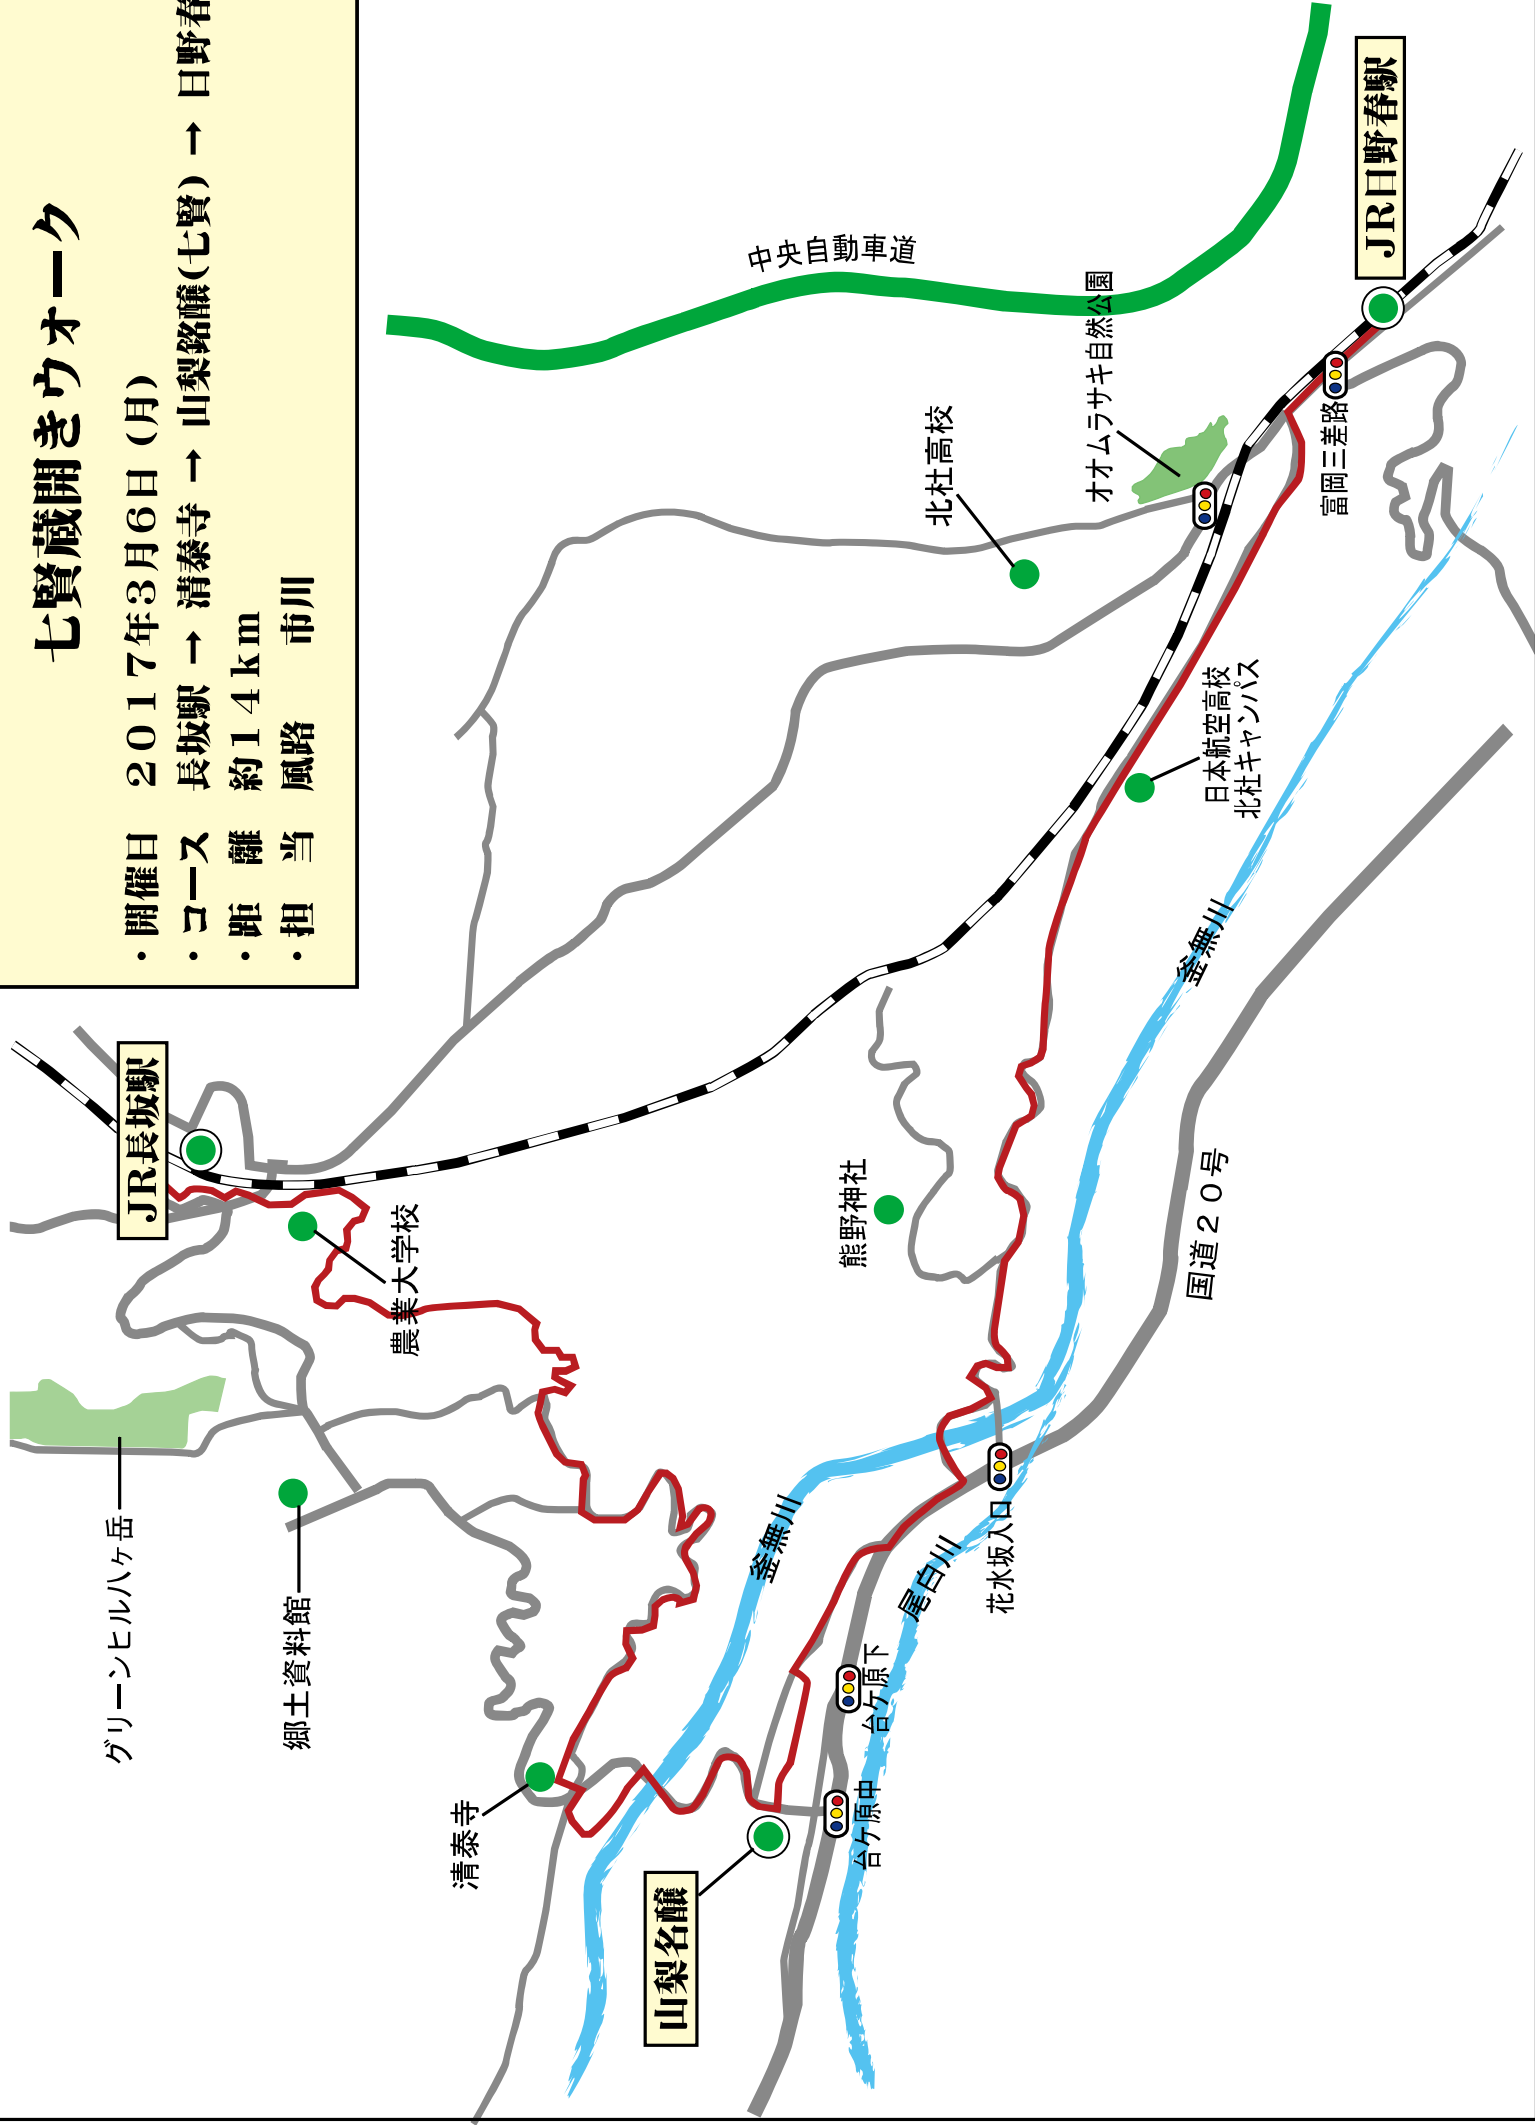 七賢蔵開きウォーク
・開催日　２０１７年３月６日（月）
・コース　長坂駅 → 清泰寺 → 山梨銘醸(七賢) → 日野春
・距　離　約１４ｋｍ
・担　当　風路　　市川
中央自動車道
JR日野春駅
オオムラサキ自然公園
北杜高校
富岡三差路
日本航空高校
北杜キャンパス
釜無川
JR長坂駅
農業大学校
熊野神社
国道２０号
グリーンヒル八ヶ岳
郷土資料館
釜無川
尾白川
花水坂入口
台ケ原下
台ケ原中
清泰寺
山梨名醸